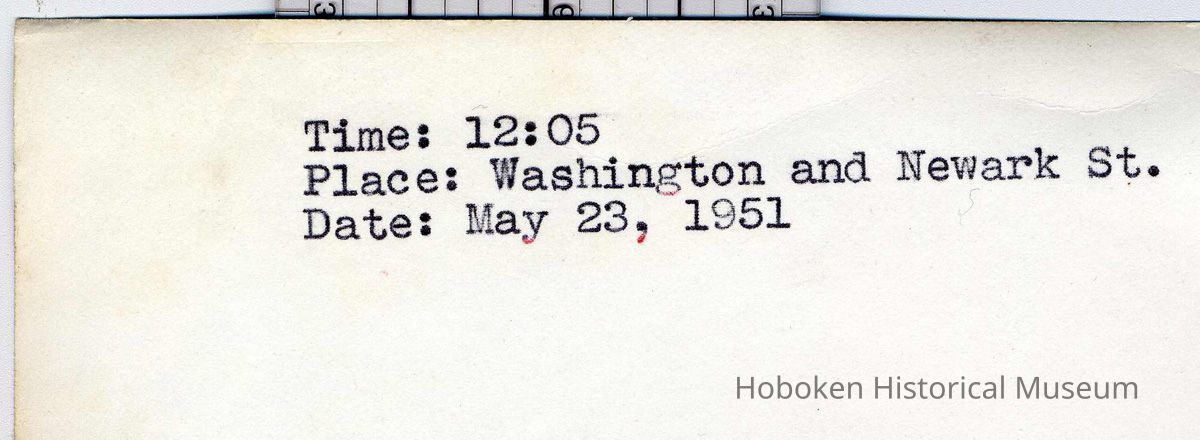 Time: 12:05
Place: Washington and Newark St.
Date: May 23, 1951
Hoboken Historical Museum